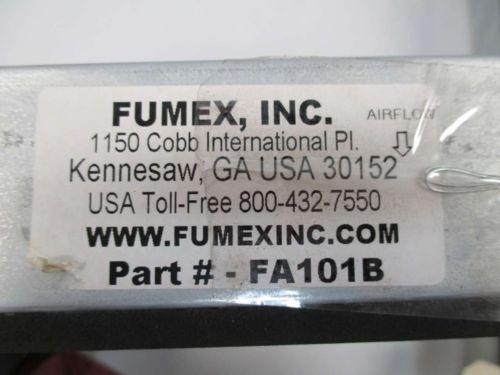 FUMEX, INC.
AIRFLOW
1150 Cobb International Pl.
Kennesaw, GA USA 30152
USA Toll-Free 800-432-7550
WWW.FUMEXINC.COM
Part # - FA101B